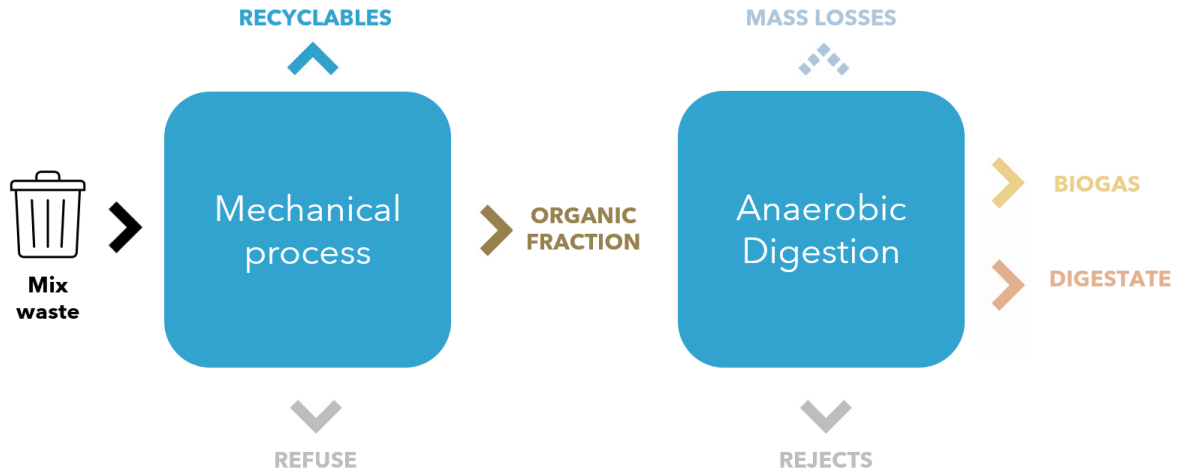 RECYCLABLES
MASS LOSSES
Mechanical
process
Anaerobic
Digestion
ORGANIC
FRACTION
BIOGAS
DIGESTATE
Mix
waste
REFUSE
REJECTS